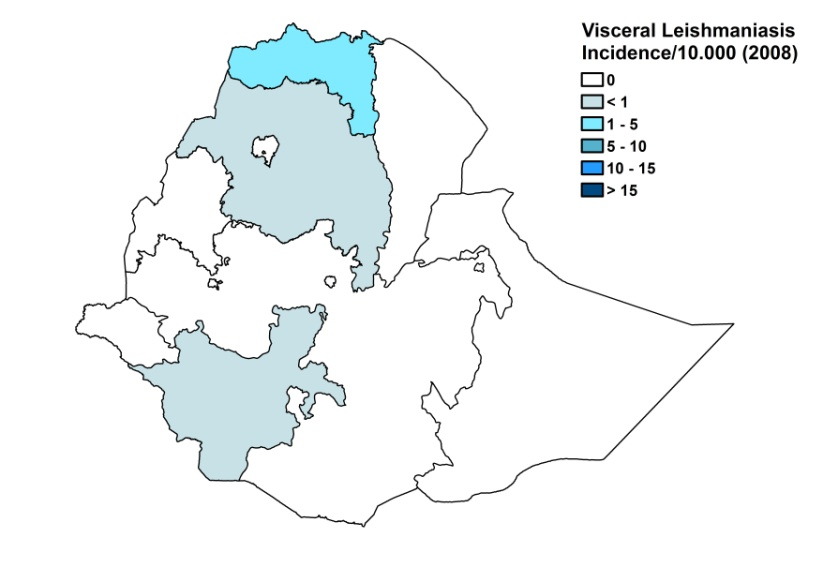 Visceral Leishmaniasis
Incidence/10.000 (2008)
0
< 1
1 - 5
5 - 10
10 - 15
> 15